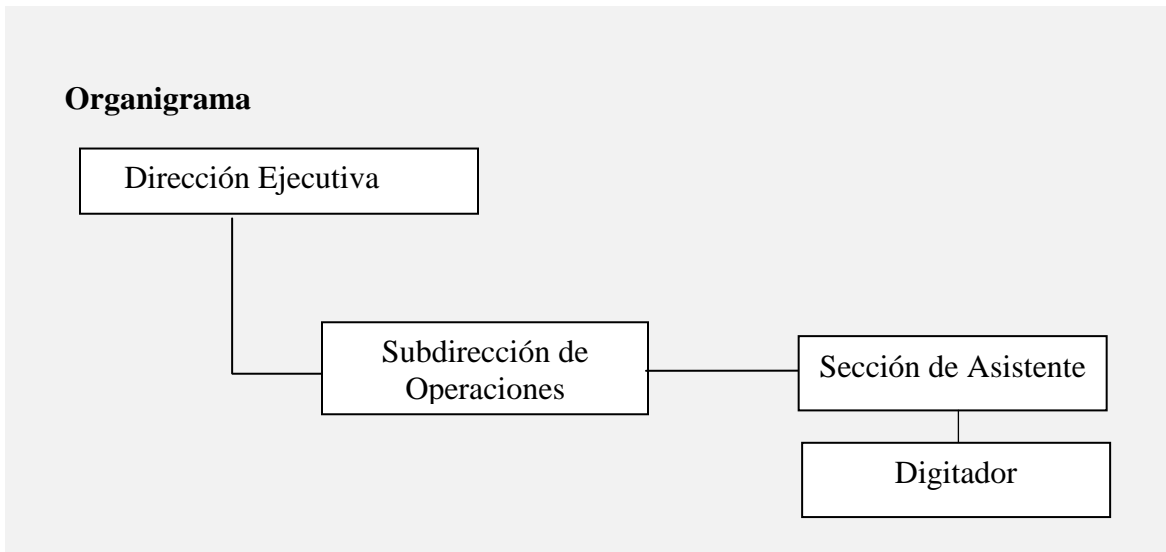 Organigrama
Dirección Ejecutiva
Subdirección de
Operaciones
Sección de Asistente
Digitador